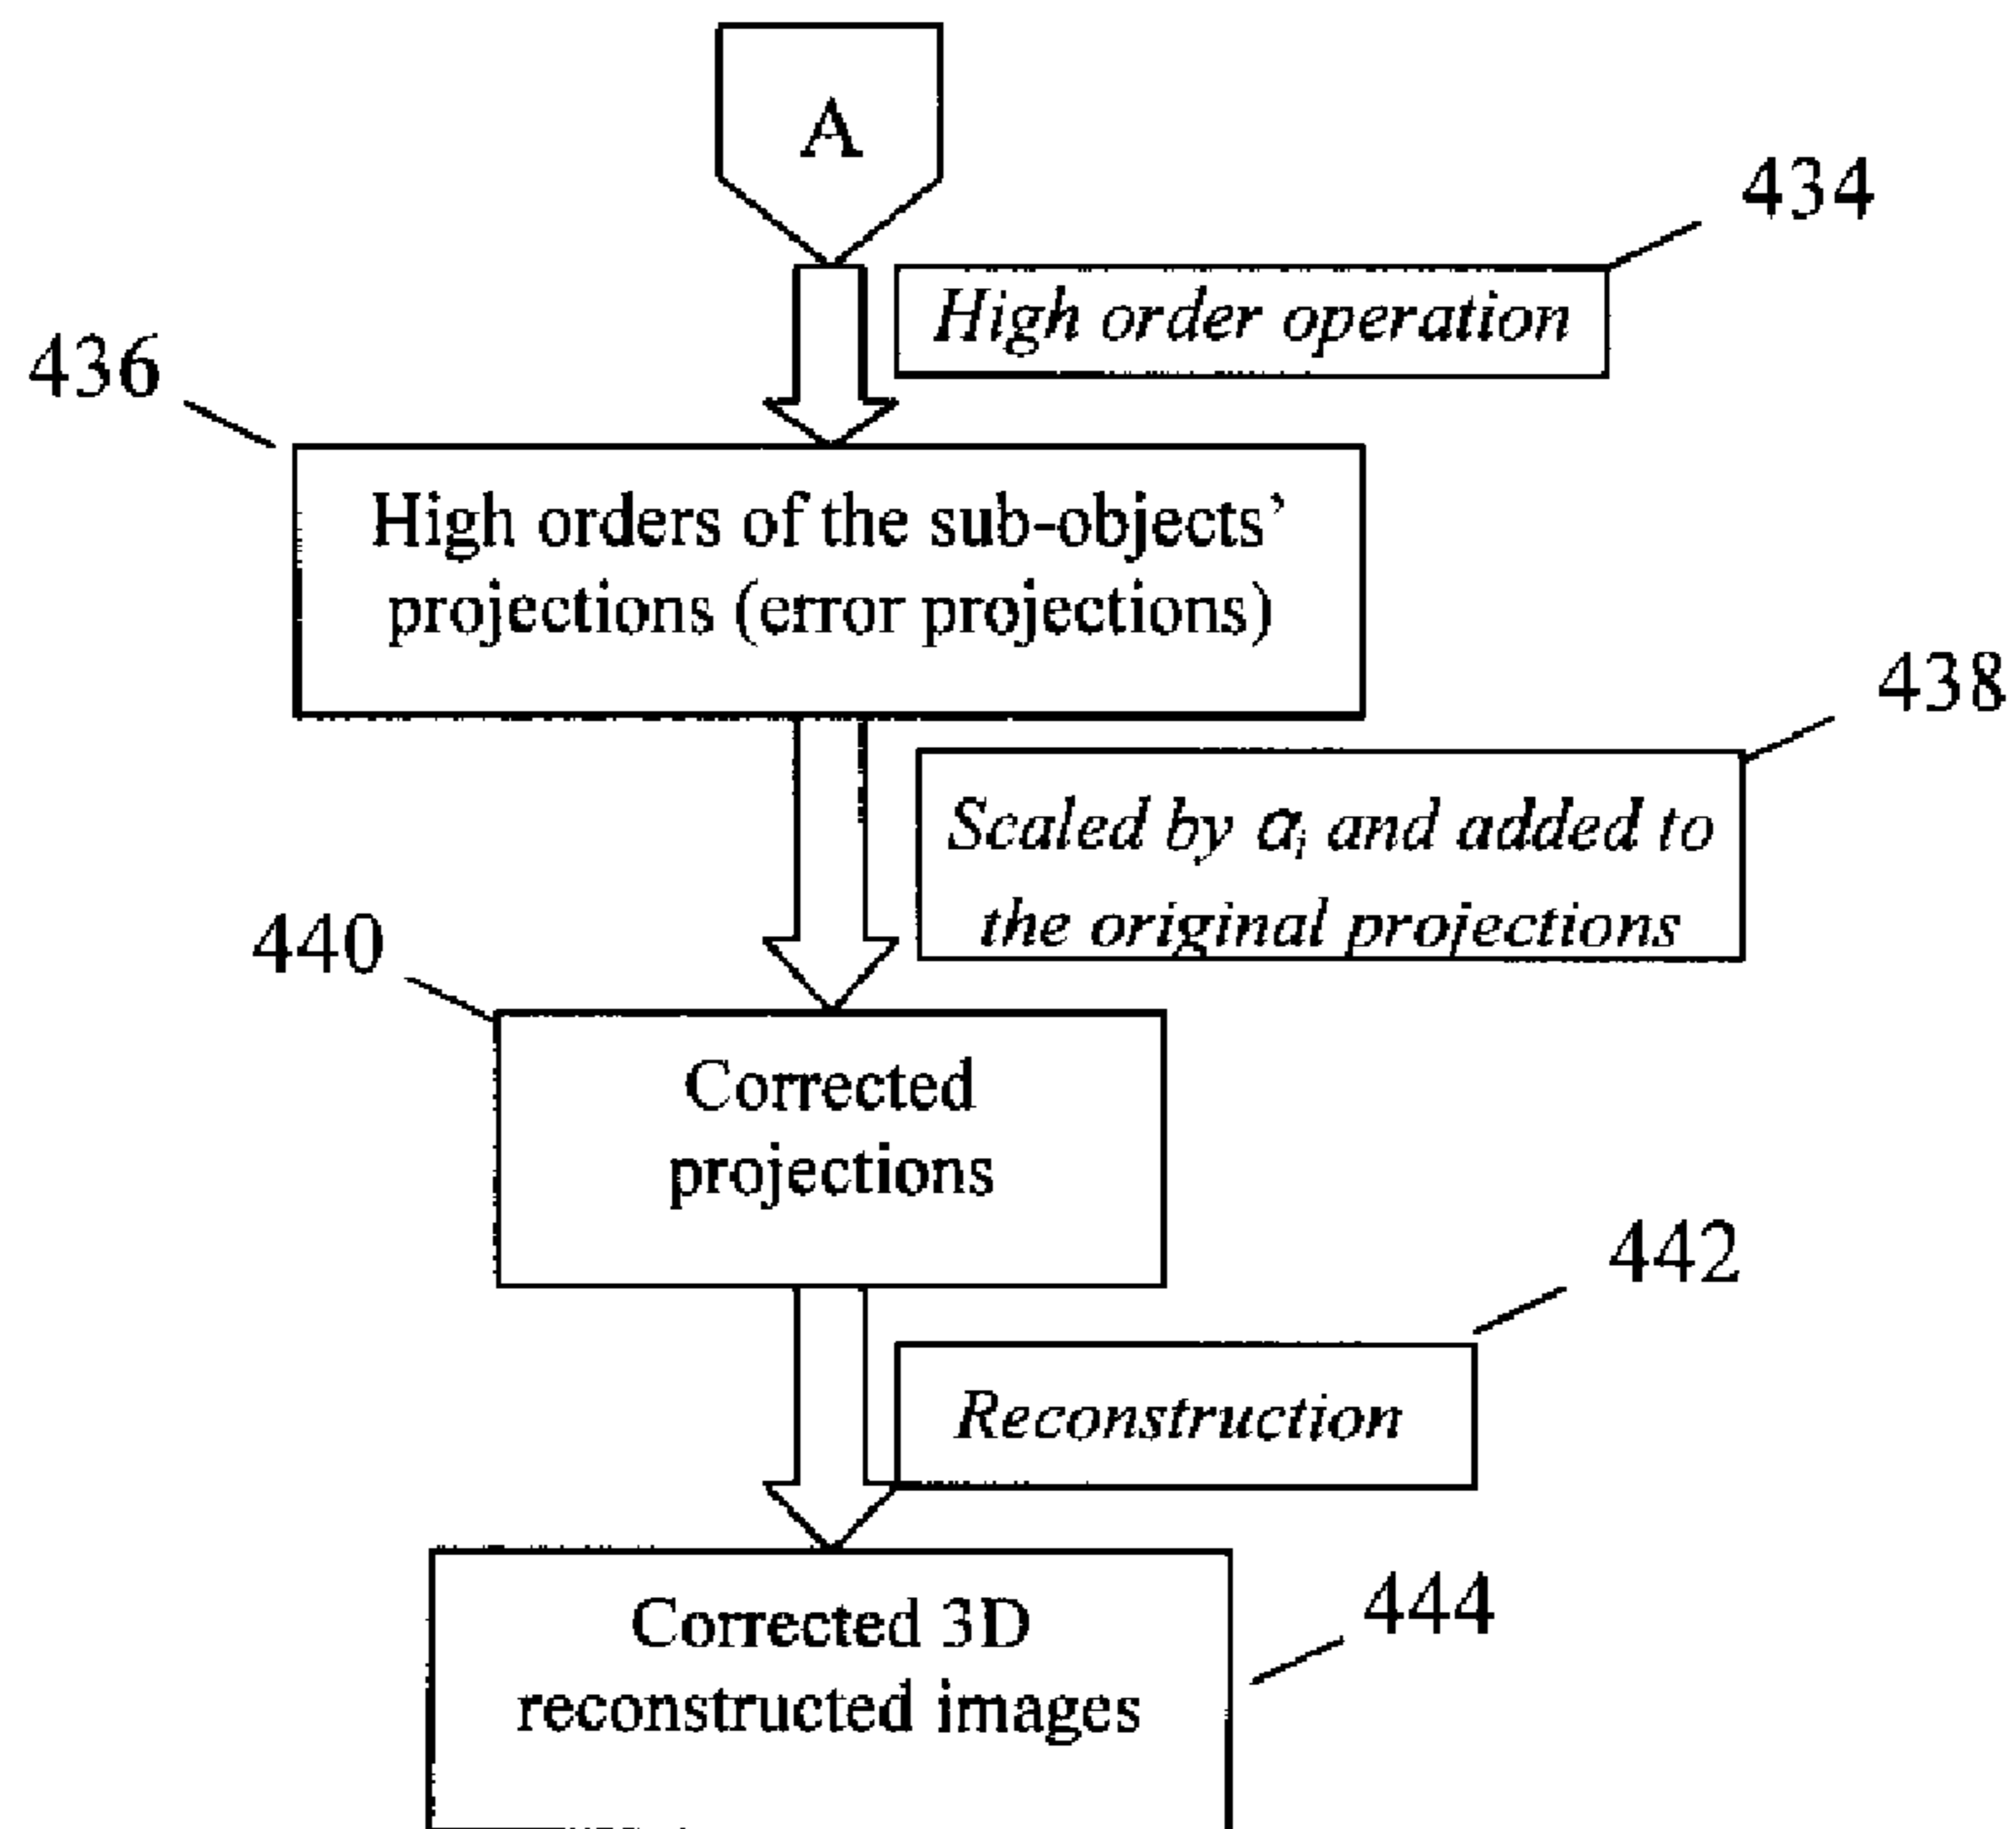 A
434
High order operation
436
High orders of the sub-objects’
projections (error projections)
438
Scaled by αᵢ and added to
the original projections
440
Corrected
projections
442
Reconstruction
Corrected 3D
reconstructed images
444